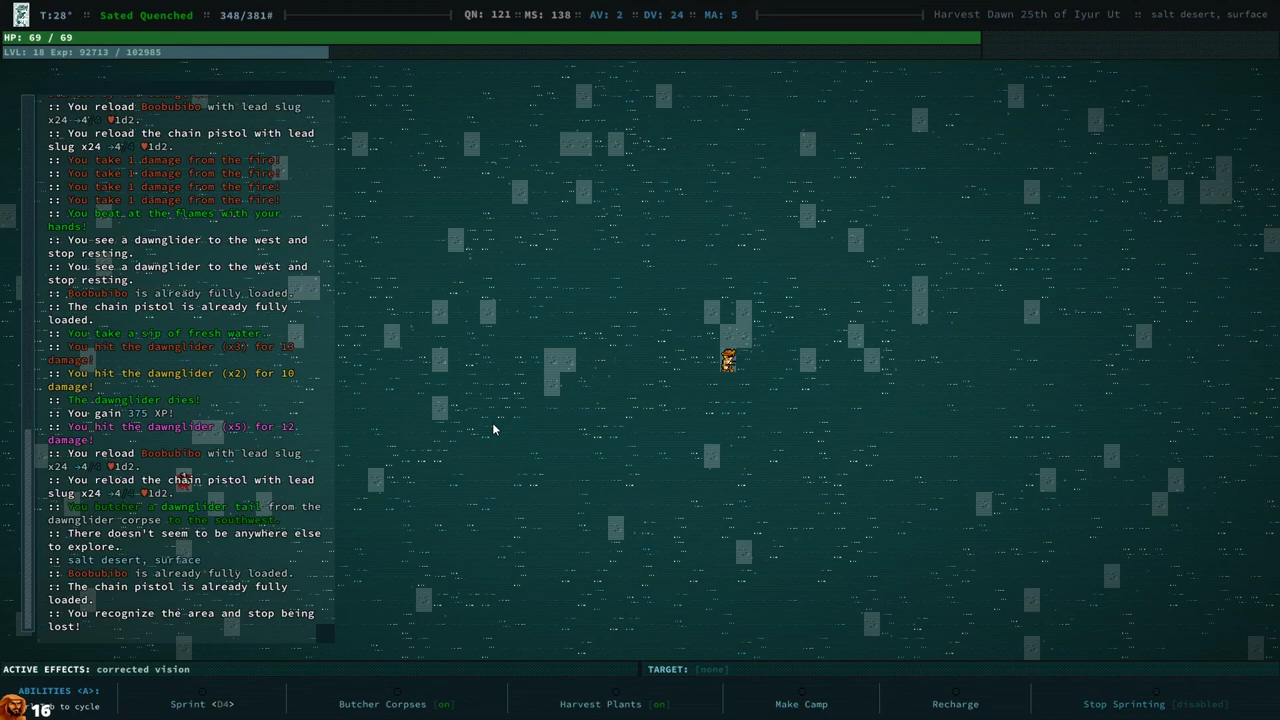 T:28° :: Sated Quenched :: 348/381# QN: 121 :: MS: 138 :: AV: 2 :: DV: 24 :: MA: 5 Harvest Dawn 25th of Iyur Ut :: salt desert, surface
HP: 69 / 69
LVL: 18 Exp: 92713 / 102985
:: You reload Boobubibo with lead slug
x24 →4 ♥1d2.
:: You reload the chain pistol with lead
slug x24 →4 ♥1d2.
:: You take 1 damage from the fire!
:: You take 1 damage from the fire!
:: You take 1 damage from the fire!
:: You take 1 damage from the fire!
:: You beat at the flames with your
hands!
:: You see a dawnglider to the west and
stop resting.
:: You see a dawnglider to the west and
stop resting.
:: Boobubibo is already fully loaded.
:: The chain pistol is already fully
loaded.
:: You take a sip of fresh water.
:: You hit the dawnglider (x3) for 13
damage!
:: You hit the dawnglider (x2) for 10
damage!
:: The dawnglider dies!
:: You gain 375 XP!
:: You hit the dawnglider (x5) for 12
damage!
:: You reload Boobubibo with lead slug
x24 →4 ♥1d2.
:: You reload the chain pistol with lead
slug x24 →4 ♥1d2.
:: You butcher a dawnglider tail from the
dawnglider corpse to the southwest.
:: There doesn't seem to be anywhere else
to explore.
:: salt desert, surface
:: Boobubibo is already fully loaded.
:: The chain pistol is already fully
loaded.
:: You recognize the area and stop being
lost!
ACTIVE EFFECTS: corrected vision TARGET: [none]
ABILITIES <A>:
to cycle
16
Sprint <D4> Butcher Corpses [on] Harvest Plants [on] Make Camp Recharge Stop Sprinting [disabled]